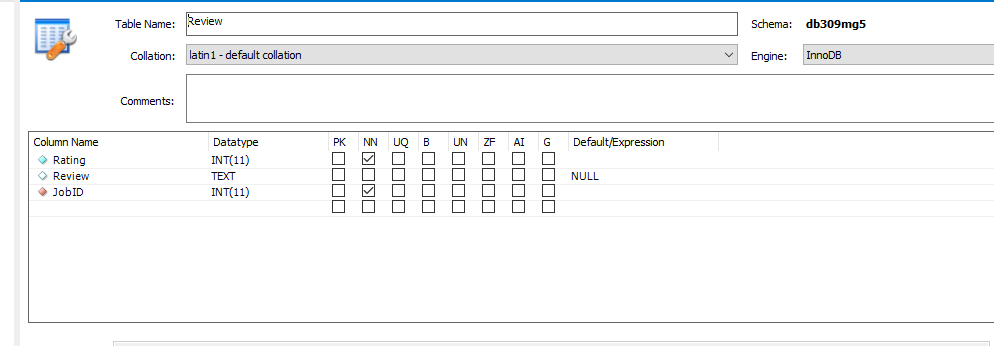 Table Name: Review Schema: db309mg5
Collation: latin1 - default collation Engine: InnoDB
Comments:
Column Name Datatype PK NN UQ B UN ZF AI G Default/Expression
Rating INT(11)
Review TEXT NULL
JobID INT(11)